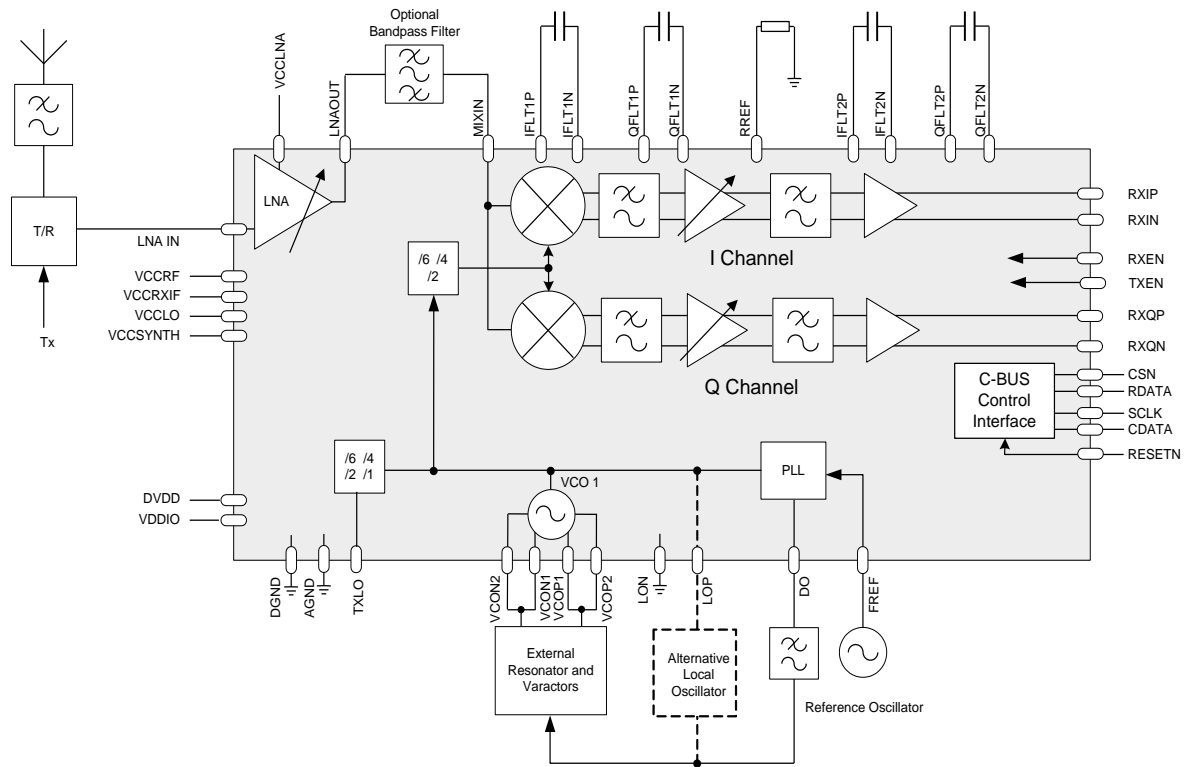 Optional
Bandpass Filter
VCCLNA
LNAOUT
MIXIN
IFLT1P
IFLT1N
QFLT1P
QFLT1N
RREF
IFLT2P
IFLT2N
QFLT2P
QFLT2N
LNA
T/R
LNA IN
Tx
VCCRF
VCCRXIF
VCCLO
VCCSYNTH
/6 /4
/2
I Channel
Q Channel
RXIP
RXIN
RXEN
TXEN
RXQP
RXQN
C-BUS
Control
Interface
CSN
RDATA
SCLK
CDATA
RESETN
/6 /4
/2 /1
VCO 1
PLL
DVDD
VDDIO
DGND
AGND
TXLO
VCON2
VCON1
VCOP1
VCOP2
LON
LOP
DO
FREF
External
Resonator and
Varactors
Alternative
Local
Oscillator
Reference Oscillator